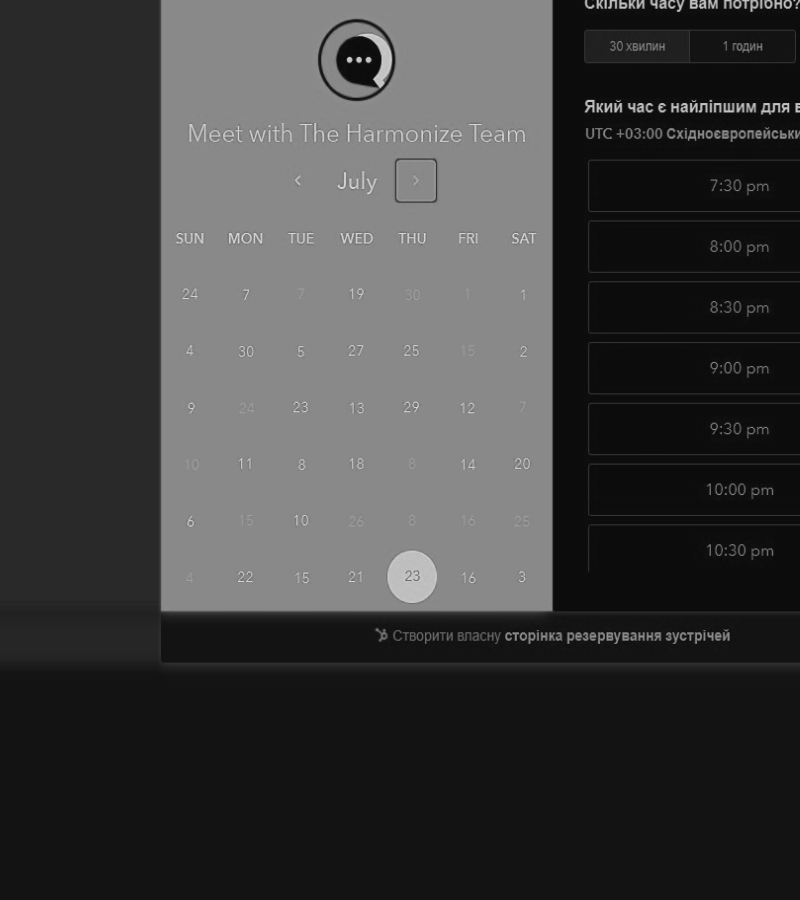 Meet with The Harmonize Team
July
SUN MON TUE WED THU FRI SAT
24 7 7 19 30 1 1
4 30 5 27 25 15 2
9 24 23 13 29 12 7
10 11 8 18 8 14 20
6 15 10 26 8 16 25
4 22 15 21 23 16 3
Скільки часу вам потрібно?
30 хвилин 1 годин
Який час є найліпшим для
UTC +03:00 Східноєвропейськи
7:30 pm
8:00 pm
8:30 pm
9:00 pm
9:30 pm
10:00 pm
10:30 pm
Створити власну сторінка резервування зустрічей